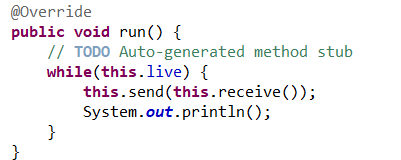 @Override
public void run() {
    // TODO Auto-generated method stub
    while(this.live) {
        this.send(this.receive());
        System.out.println();
    }
}